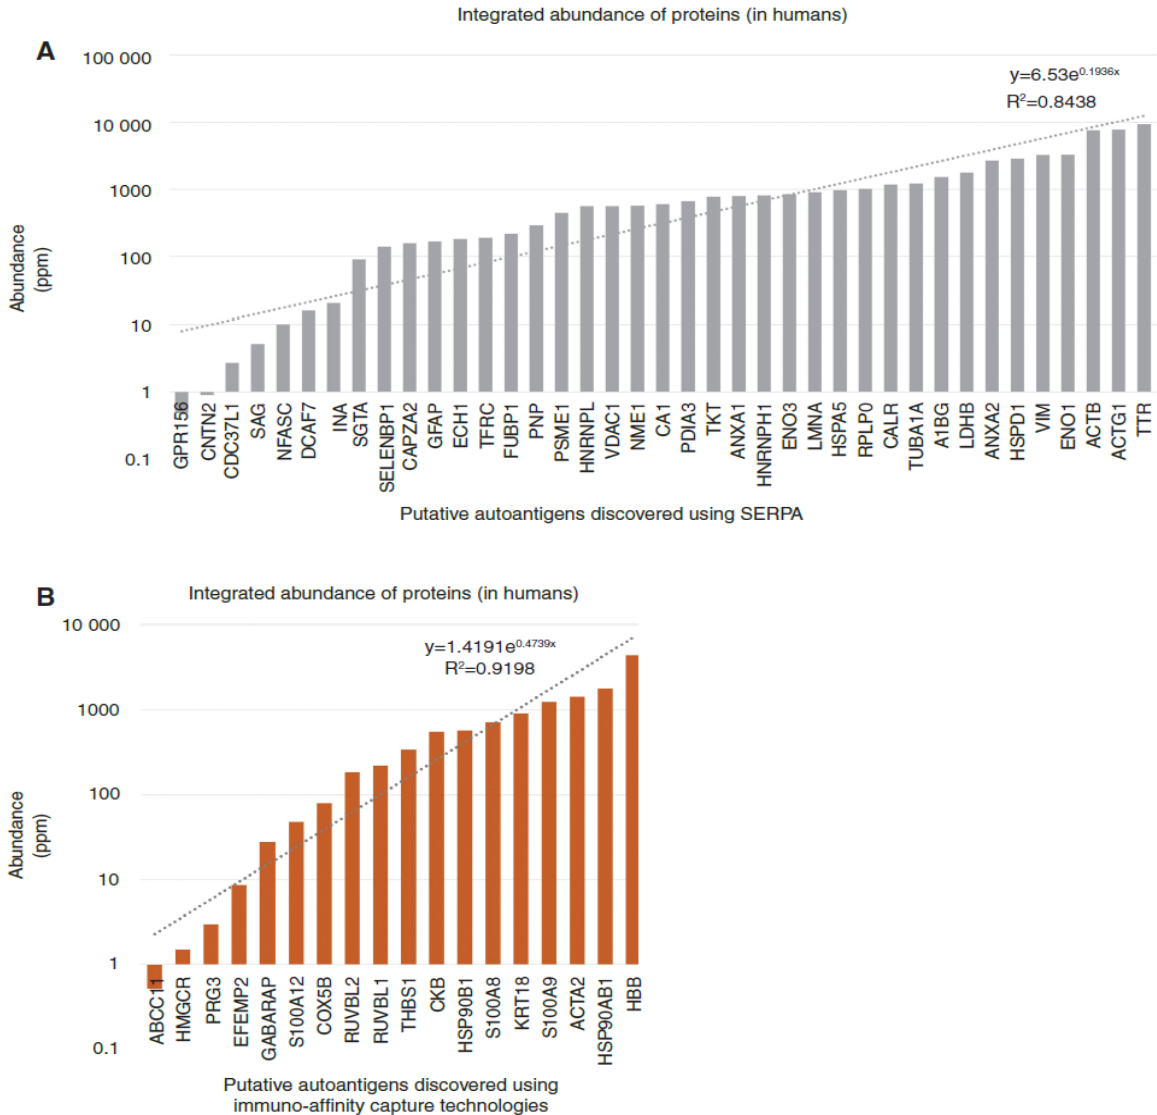 Integrated abundance of proteins (in humans)
A
100 000
10 000
1000
100
10
1
0.1
Abundance
(ppm)
y=6.53e^0.1936x
R²=0.8438
GPR156
CNTN2
CDC37L1
SAG
NFASC
DCAF7
INA
SGTA
SELENBP1
CAPZA2
GFAP
ECH1
TFRC
FUBP1
PNP
PSME1
HNRNPL
VDAC1
NME1
CA1
PDIA3
TKT
ANXA1
HNRNPH1
ENO3
LMNA
HSPA5
RPLP0
CALR
TUBA1A
A1BG
LDHB
ANXA2
HSPD1
VIM
ENO1
ACTB
ACTG1
TTR
Putative autoantigens discovered using SERPA
B
Integrated abundance of proteins (in humans)
10 000
1000
100
10
1
0.1
Abundance
(ppm)
y=1.4191e^0.4739x
R²=0.9198
ABCC11
HMGCR
PRG3
EFEMP2
GABARAP
S100A12
COX5B
RUVBL2
RUVBL1
THBS1
CKB
HSP90B1
S100A8
KRT18
S100A9
ACTA2
HSP90AB1
HBB
Putative autoantigens discovered using
immuno-affinity capture technologies